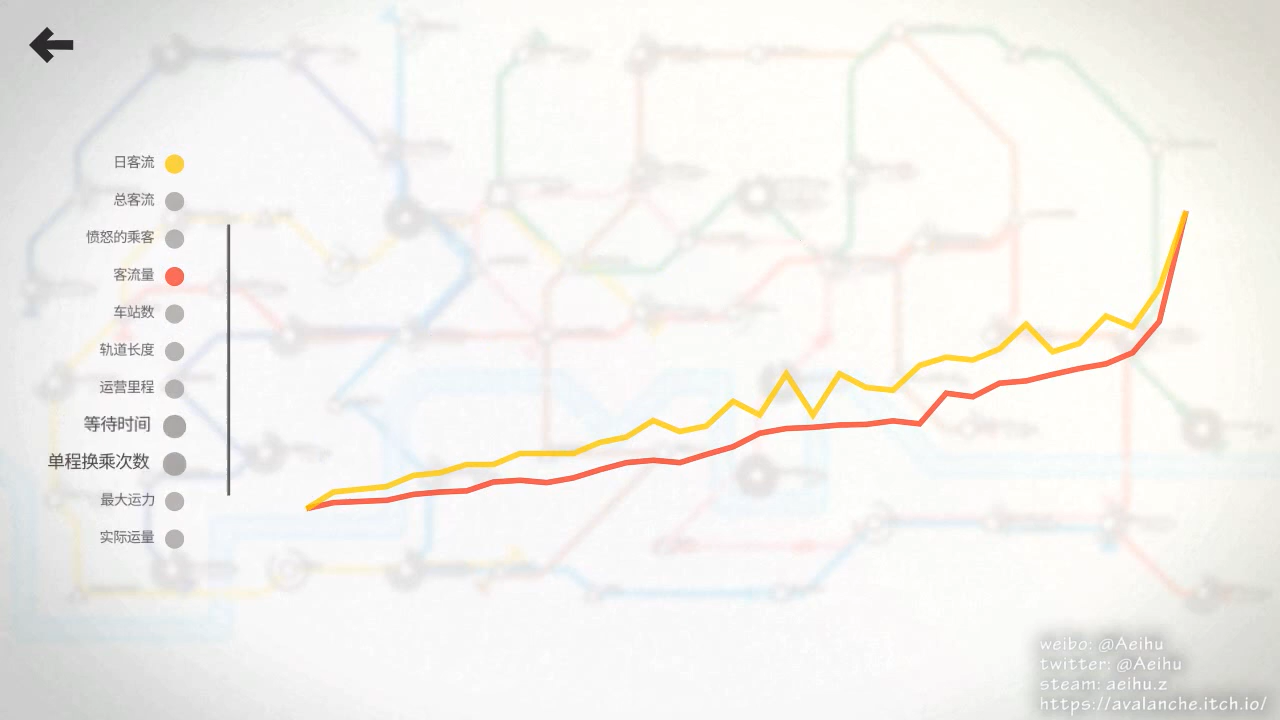 日客流
总客流
愤怒的乘客
客流量
车站数
轨道长度
运营里程
等待时间
单程换乘次数
最大运力
实际运量
weibo: @Aeihu
twitter: @Aeihu
steam: aeihu.z
https://avalanche.itch.io/